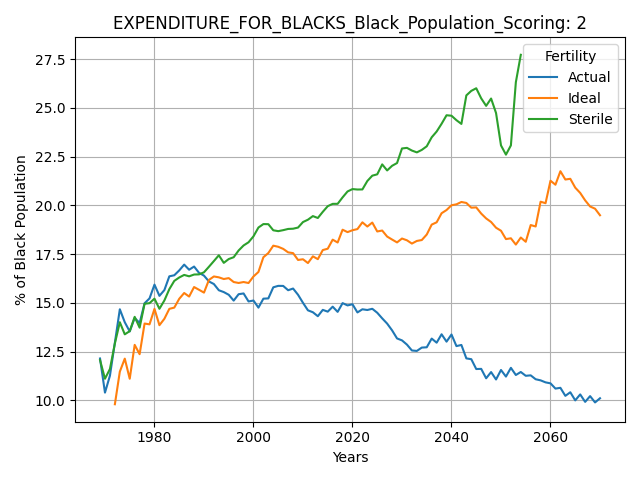 EXPENDITURE_FOR_BLACKS_Black_Population_Scoring: 2
Fertility
Actual
Ideal
Sterile
% of Black Population
27.5
25.0
22.5
20.0
17.5
15.0
12.5
10.0
1980 2000 2020 2040 2060
Years